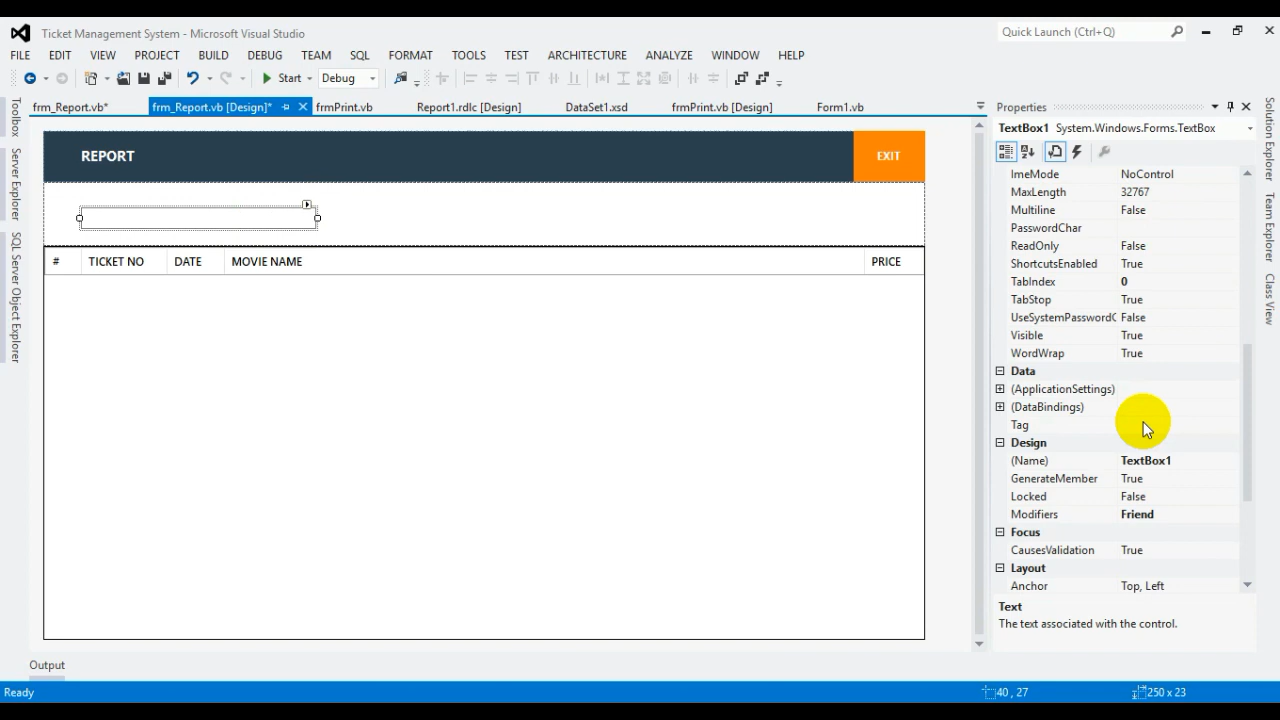 Ticket Management System - Microsoft Visual Studio
Quick Launch (Ctrl+Q)
FILE EDIT VIEW PROJECT BUILD DEBUG TEAM SQL FORMAT TOOLS TEST ARCHITECTURE ANALYZE WINDOW HELP
Start Debug
frm_Report.vb* frm_Report.vb [Design]* frmPrint.vb Report1.rdlc [Design] DataSet1.xsd frmPrint.vb [Design] Form1.vb
Toolbox
Server Explorer
SQL Server Object Explorer
REPORT EXIT
# TICKET NO DATE MOVIE NAME PRICE
Properties
TextBox1 System.Windows.Forms.TextBox
ImeMode NoControl
MaxLength 32767
Multiline False
PasswordChar
ReadOnly False
ShortcutsEnabled True
TabIndex 0
TabStop True
UseSystemPasswordC False
Visible True
WordWrap True
Data
(ApplicationSettings)
(DataBindings)
Tag
Design
(Name) TextBox1
GenerateMember True
Locked False
Modifiers Friend
Focus
CausesValidation True
Layout
Anchor Top, Left
Text
The text associated with the control.
Solution Explorer
Team Explorer
Class View
Output
Ready 40 , 27 250 x 23